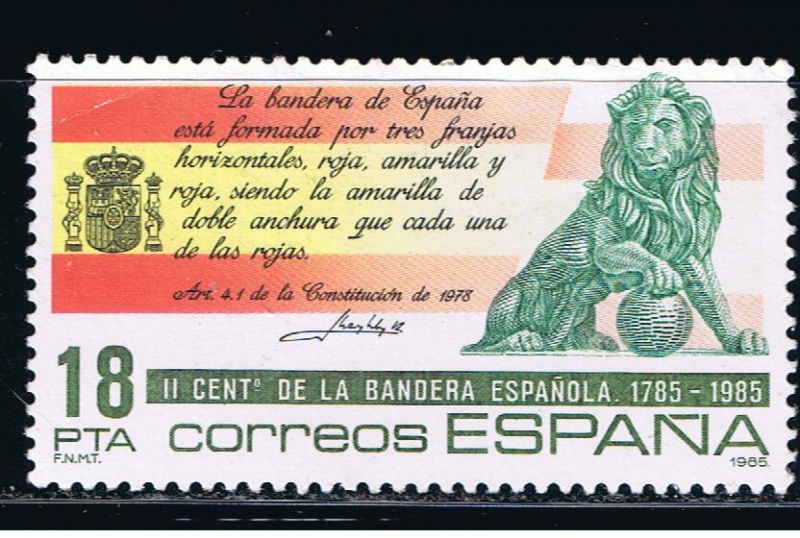 La bandera de España
está formada por tres franjas
horizontales, roja, amarilla y
roja, siendo la amarilla de
doble anchura que cada una
de las rojas.
Art. 4.1 de la Constitución de 1978
18
PTA
F.N.M.T.
II CENTº DE LA BANDERA ESPAÑOLA. 1785 - 1985
correos ESPAÑA
1985.